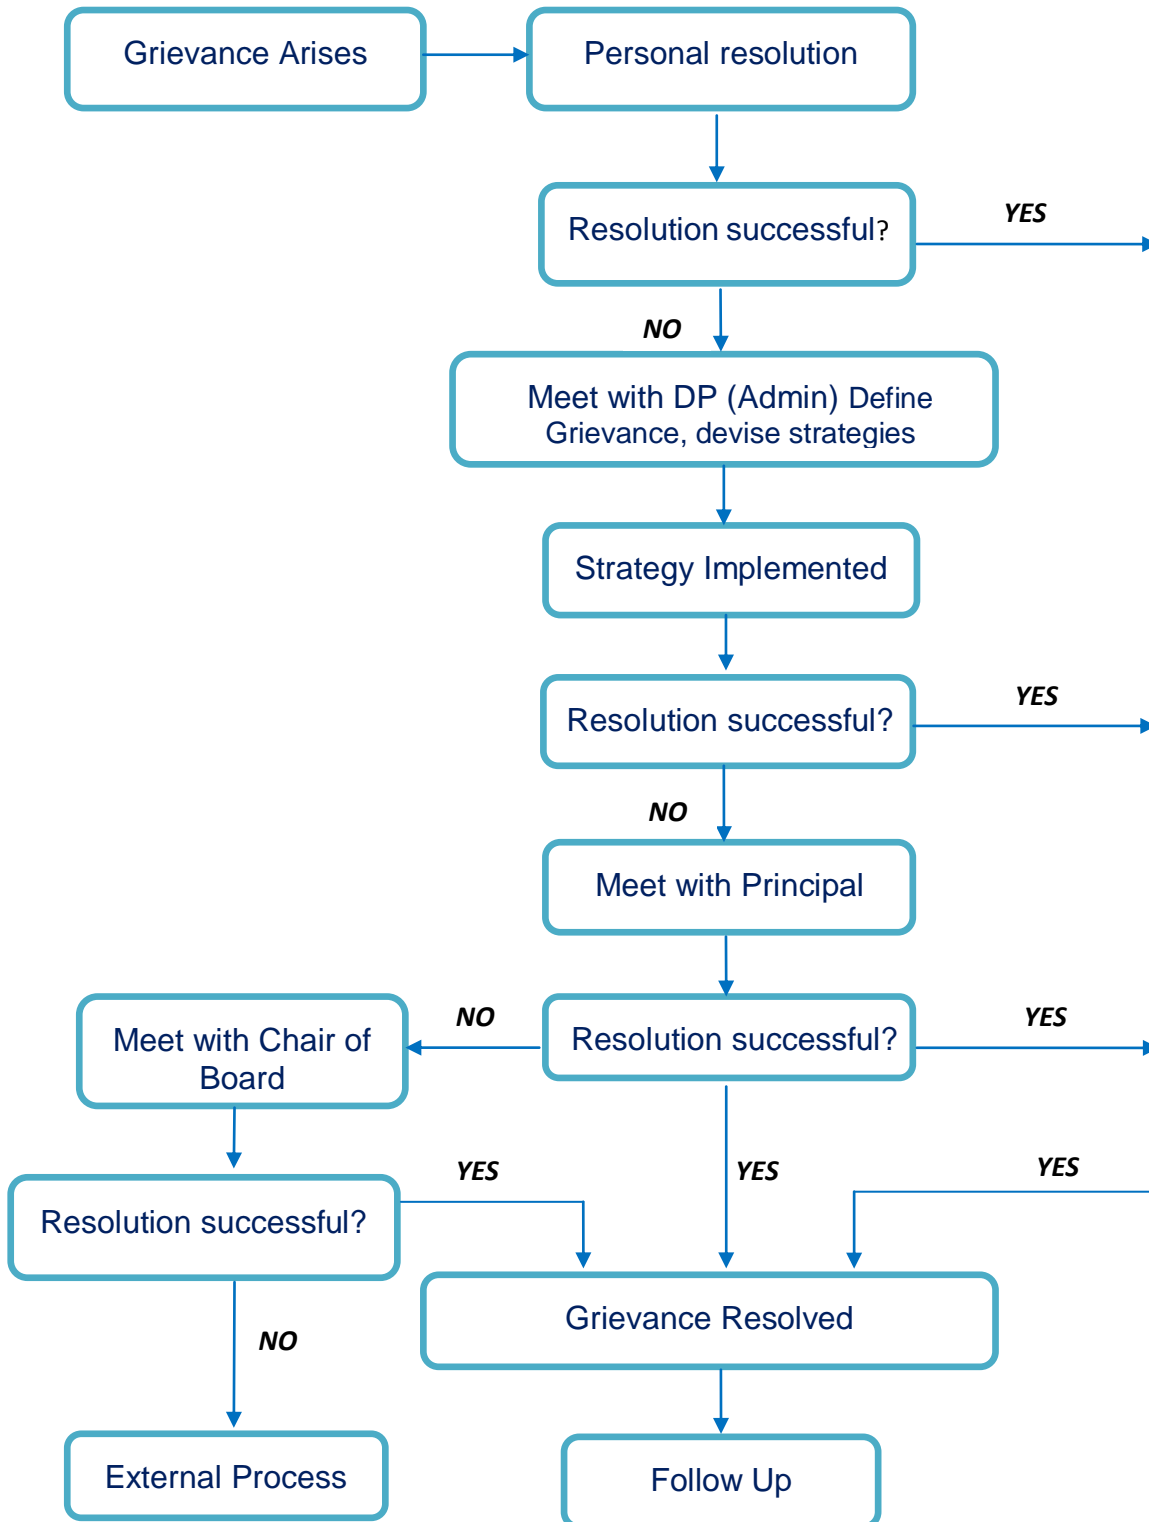 Grievance Arises
Personal resolution
Resolution successful?
YES
NO
Meet with DP (Admin) Define
Grievance, devise strategies
Strategy Implemented
Resolution successful?
YES
NO
Meet with Principal
Meet with Chair of
Board
NO
Resolution successful?
YES
YES
YES
YES
Resolution successful?
Grievance Resolved
NO
External Process
Follow Up